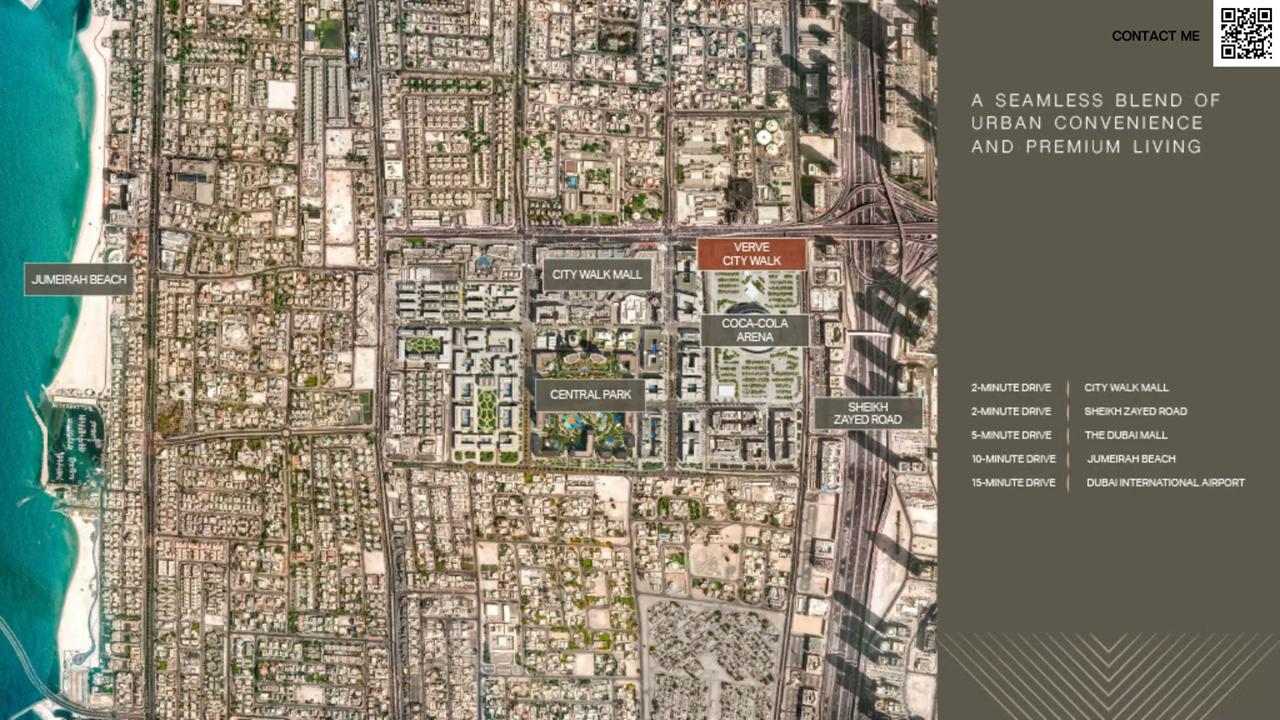 CONTACT ME
A SEAMLESS BLEND OF
URBAN CONVENIENCE
AND PREMIUM LIVING
JUMEIRAH BEACH
CITY WALK MALL
VERVE
CITY WALK
COCA-COLA
ARENA
CENTRAL PARK
SHEIKH
ZAYED ROAD
2-MINUTE DRIVE CITY WALK MALL
2-MINUTE DRIVE SHEIKH ZAYED ROAD
5-MINUTE DRIVE THE DUBAI MALL
10-MINUTE DRIVE JUMEIRAH BEACH
15-MINUTE DRIVE DUBAI INTERNATIONAL AIRPORT